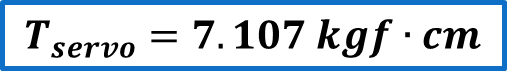 T_servo = 7.107 kgf · cm